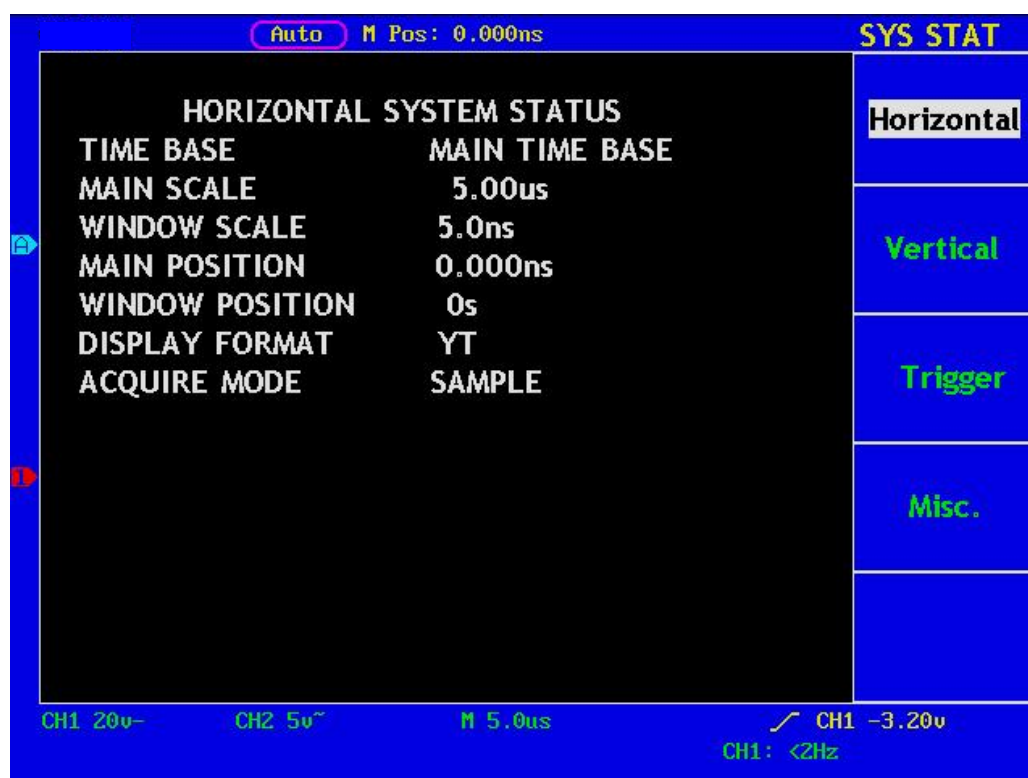 Auto M Pos: 0.000ns SYS STAT
HORIZONTAL SYSTEM STATUS
TIME BASE MAIN TIME BASE
MAIN SCALE 5.00us
WINDOW SCALE 5.0ns
MAIN POSITION 0.000ns
WINDOW POSITION 0s
DISPLAY FORMAT YT
ACQUIRE MODE SAMPLE
Horizontal
Vertical
Trigger
Misc.
A
1
CH1 20v– CH2 5v~ M 5.0us CH1 -3.20v
CH1: <2Hz